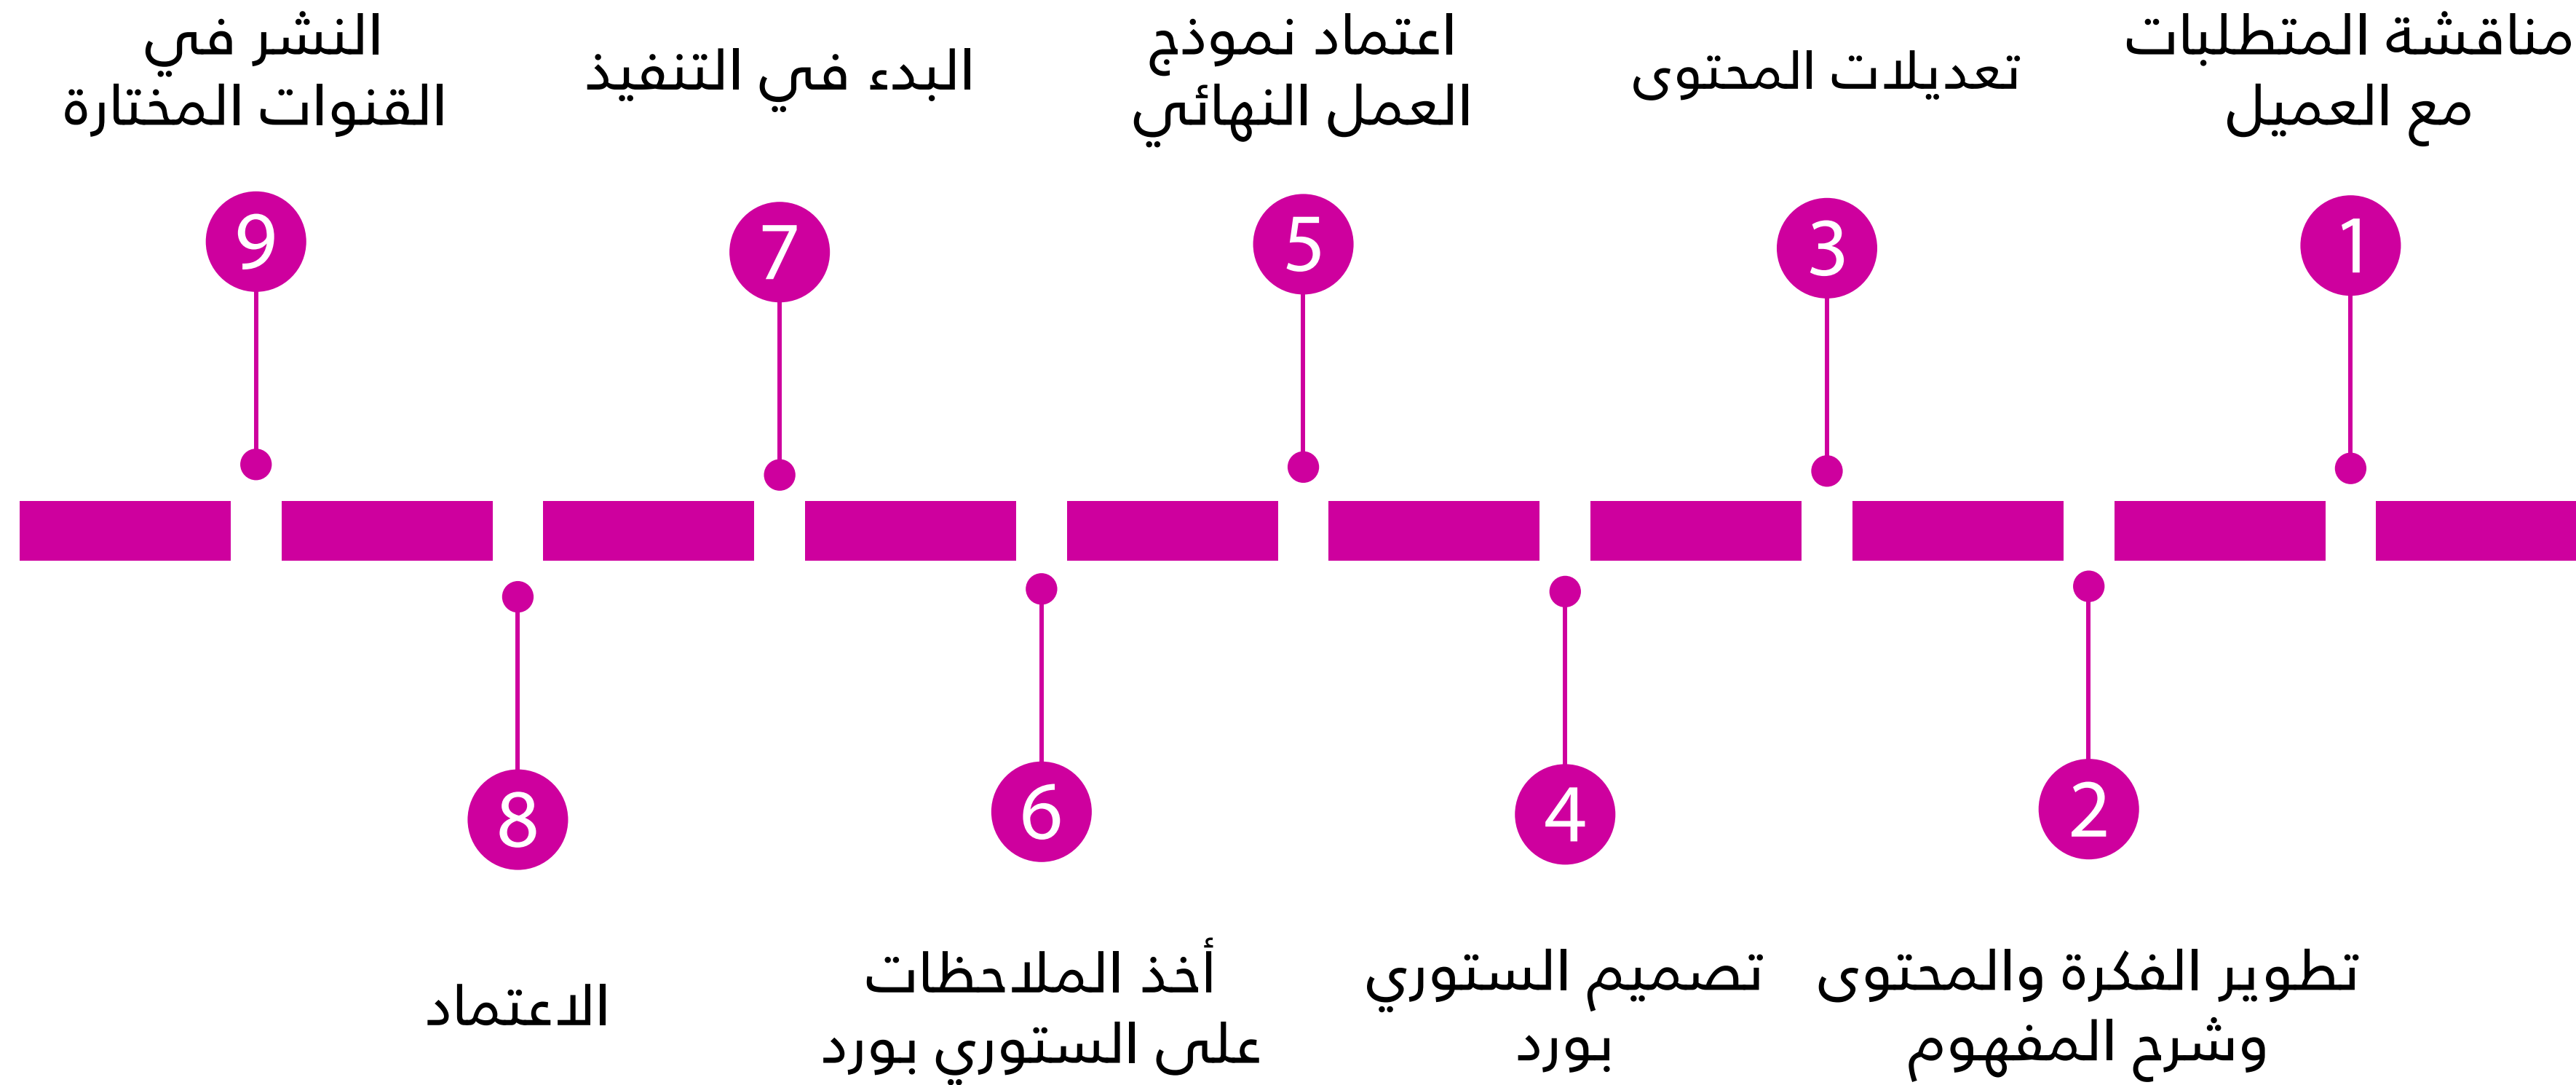 مناقشة المتطلبات
مع العميل
1
2
تطوير الفكرة والمحتوى
وشرح المفهوم
تعديلات المحتوى
3
4
تصميم الستوري
بورد
اعتماد نموذج
العمل النهائي
5
6
أخذ الملاحظات
على الستوري بورد
البدء في التنفيذ
7
8
الاعتماد
النشر في
القنوات المختارة
9